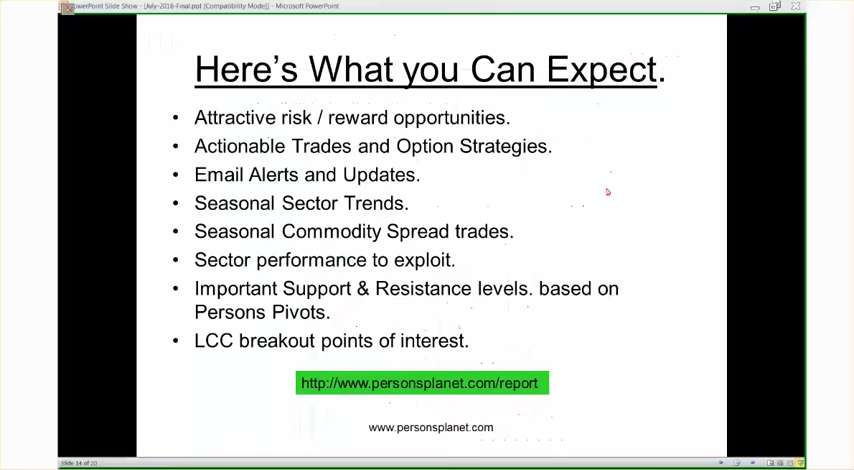 PowerPoint Slide Show - [July-2016-Final.ppt [Compatibility Mode]] - Microsoft PowerPoint
Here's What you Can Expect.
• Attractive risk / reward opportunities.
• Actionable Trades and Option Strategies.
• Email Alerts and Updates.
• Seasonal Sector Trends.
• Seasonal Commodity Spread trades.
• Sector performance to exploit.
• Important Support & Resistance levels. based on
Persons Pivots.
• LCC breakout points of interest.
http://www.personsplanet.com/report
www.personsplanet.com
Slide 14 of 20